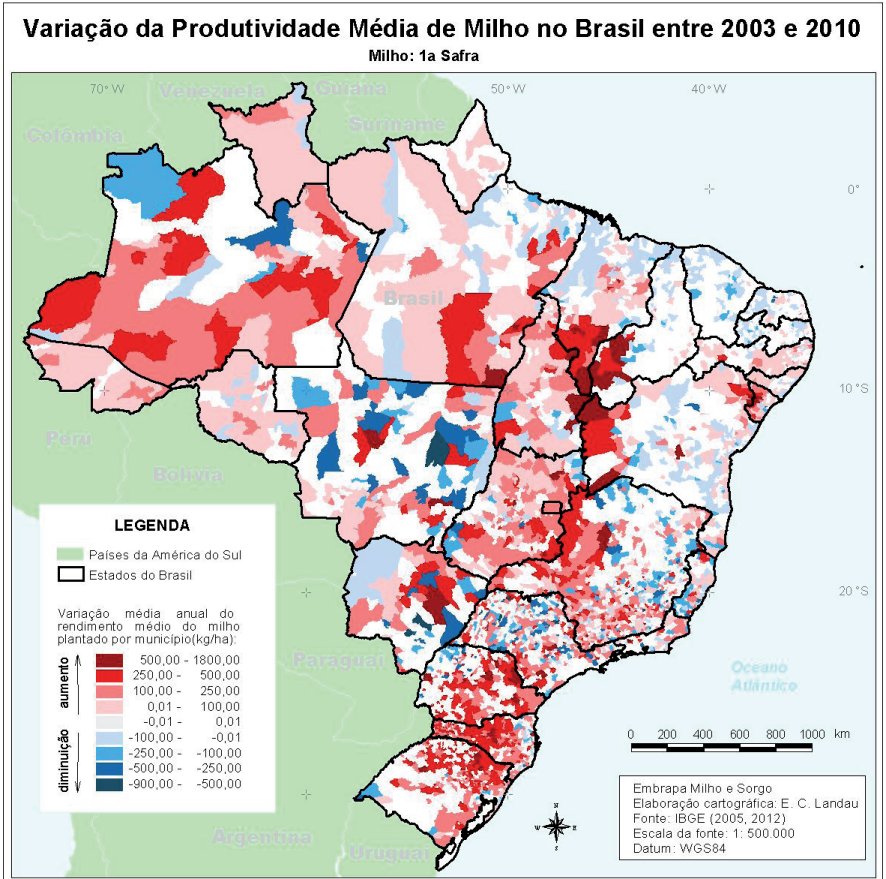 Variação da Produtividade Média de Milho no Brasil entre 2003 e 2010
Milho: 1a Safra
70° W
50° W
40° W
Venezuela
Guiana
Suriname
Colômbia
0°
Brasil
10°S
Péru
Bolívia
20°S
Paraguai
Oceano
Atlântico
Argentina
Uruguai
LEGENDA
Países da América do Sul
Estados do Brasil
Variação média anual do
rendimento médio do milho
plantado por município(kg/ha):
aumento
500,00 - 1800,00
250,00 - 500,00
100,00 - 250,00
0,01 - 100,00
-0,01 - 0,01
diminuição
-100,00 - -0,01
-250,00 - -100,00
-500,00 - -250,00
-900,00 - -500,00
0 200 400 600 800 1000 km
N
W E
S
Embrapa Milho e Sorgo
Elaboração cartográfica: E. C. Landau
Fonte: IBGE (2005, 2012)
Escala da fonte: 1: 500.000
Datum: WGS84